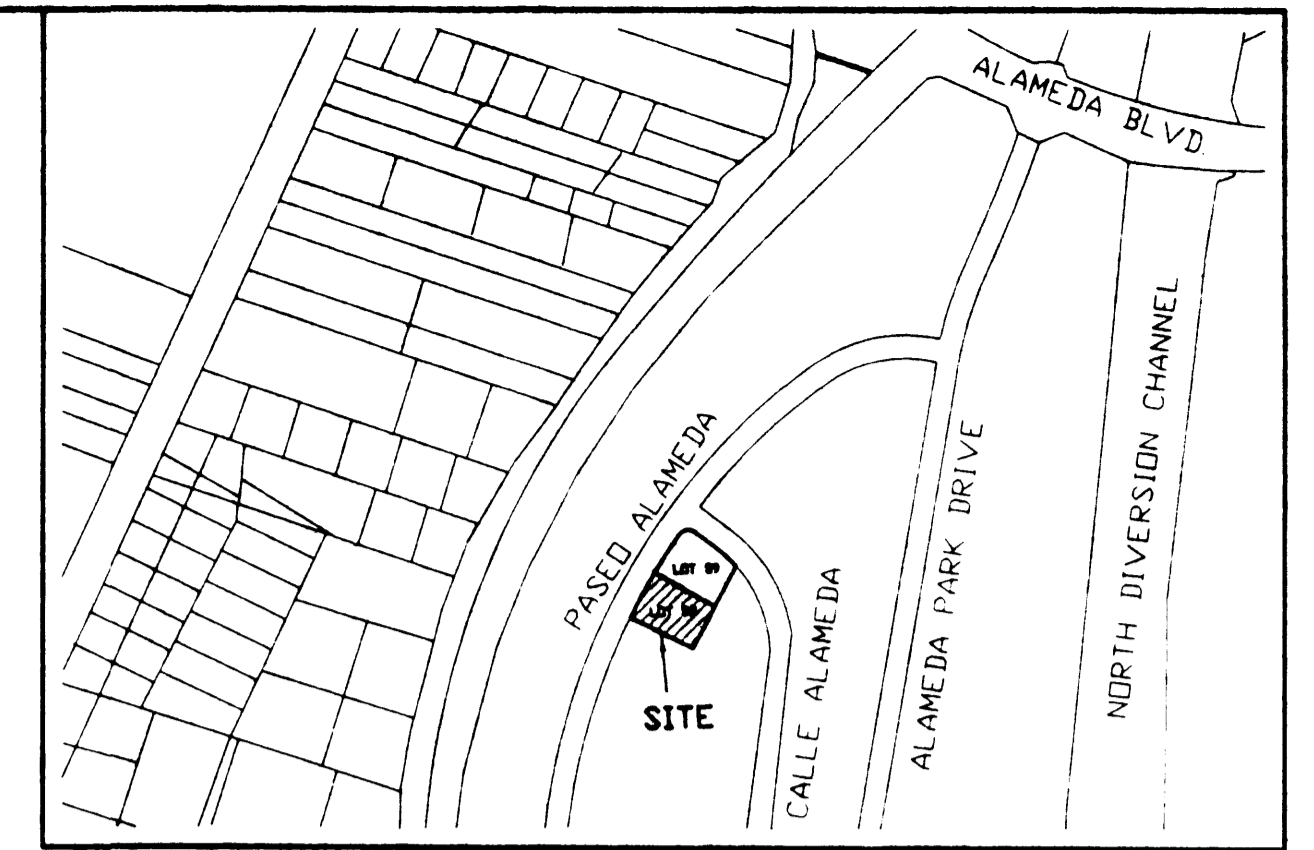 ALAMEDA BLVD.
PASEO ALAMEDA
LOT
SITE
CALLE ALAMEDA
ALAMEDA PARK DRIVE
NORTH DIVERSION CHANNEL